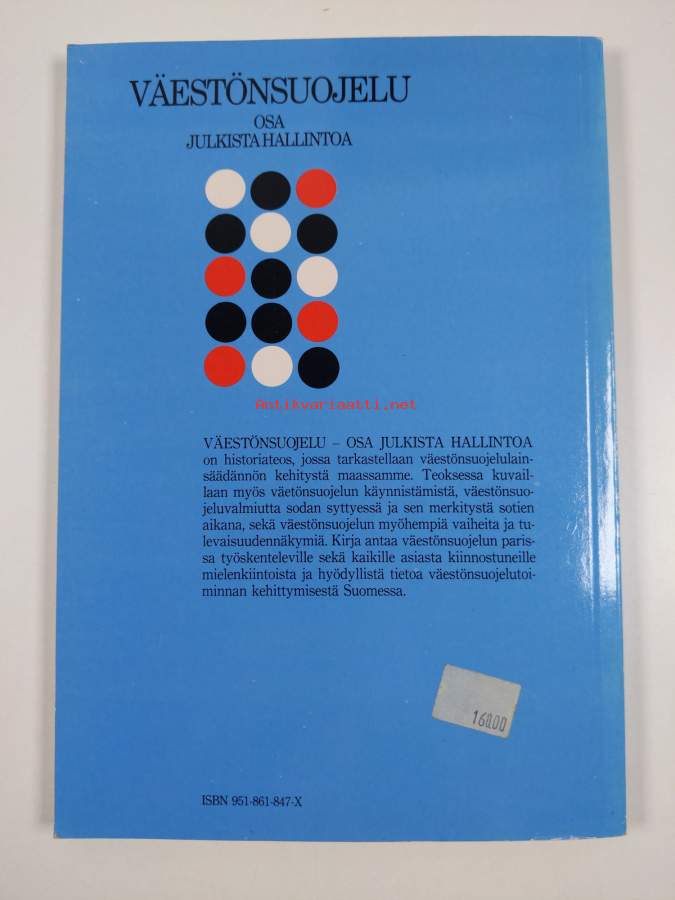 VÄESTÖNSUOJELU
OSA
JULKISTA HALLINTOA
Antikvariaatti.net
VÄESTÖNSUOJELU – OSA JULKISTA HALLINTOA
on historiateos, jossa tarkastellaan väestönsuojelulain-
säädännön kehitystä maassamme. Teoksessa kuvail-
laan myös väetönsuojelun käynnistämistä, väestönsuo-
jeluvalmiutta sodan syttyessä ja sen merkitystä sotien
aikana, sekä väestönsuojelun myöhempiä vaiheita ja tu-
levaisuudennäkymiä. Kirja antaa väestönsuojelun paris-
sa työskenteleville sekä kaikille asiasta kiinnostuneille
mielenkiintoista ja hyödyllistä tietoa väestönsuojelutoi-
minnan kehittymisestä Suomessa.
160.00
ISBN 951-861-847-X